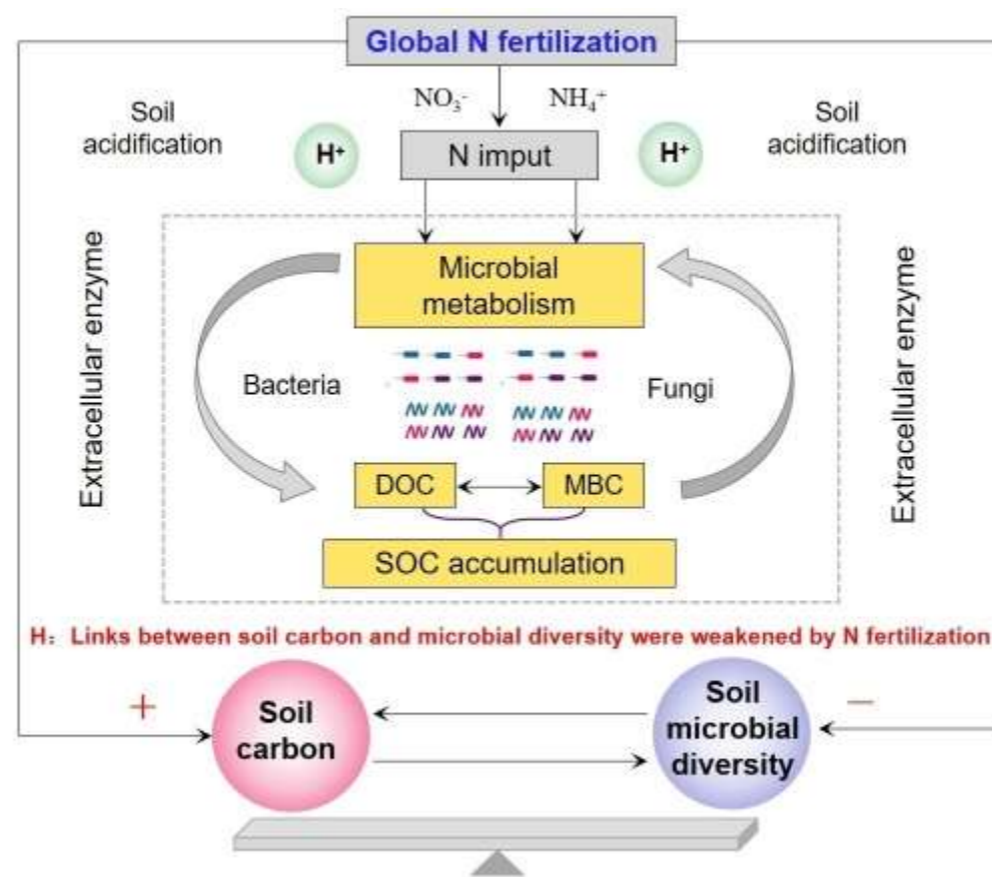 Global N fertilization
NO₃⁻ NH₄⁺
Soil
acidification
H⁺
N imput
H⁺
Soil
acidification
Extracellular enzyme
Microbial
metabolism
Bacteria
Fungi
DOC
MBC
SOC accumulation
Extracellular enzyme
H: Links between soil carbon and microbial diversity were weakened by N fertilization
+
Soil
carbon
Soil
microbial
diversity
−